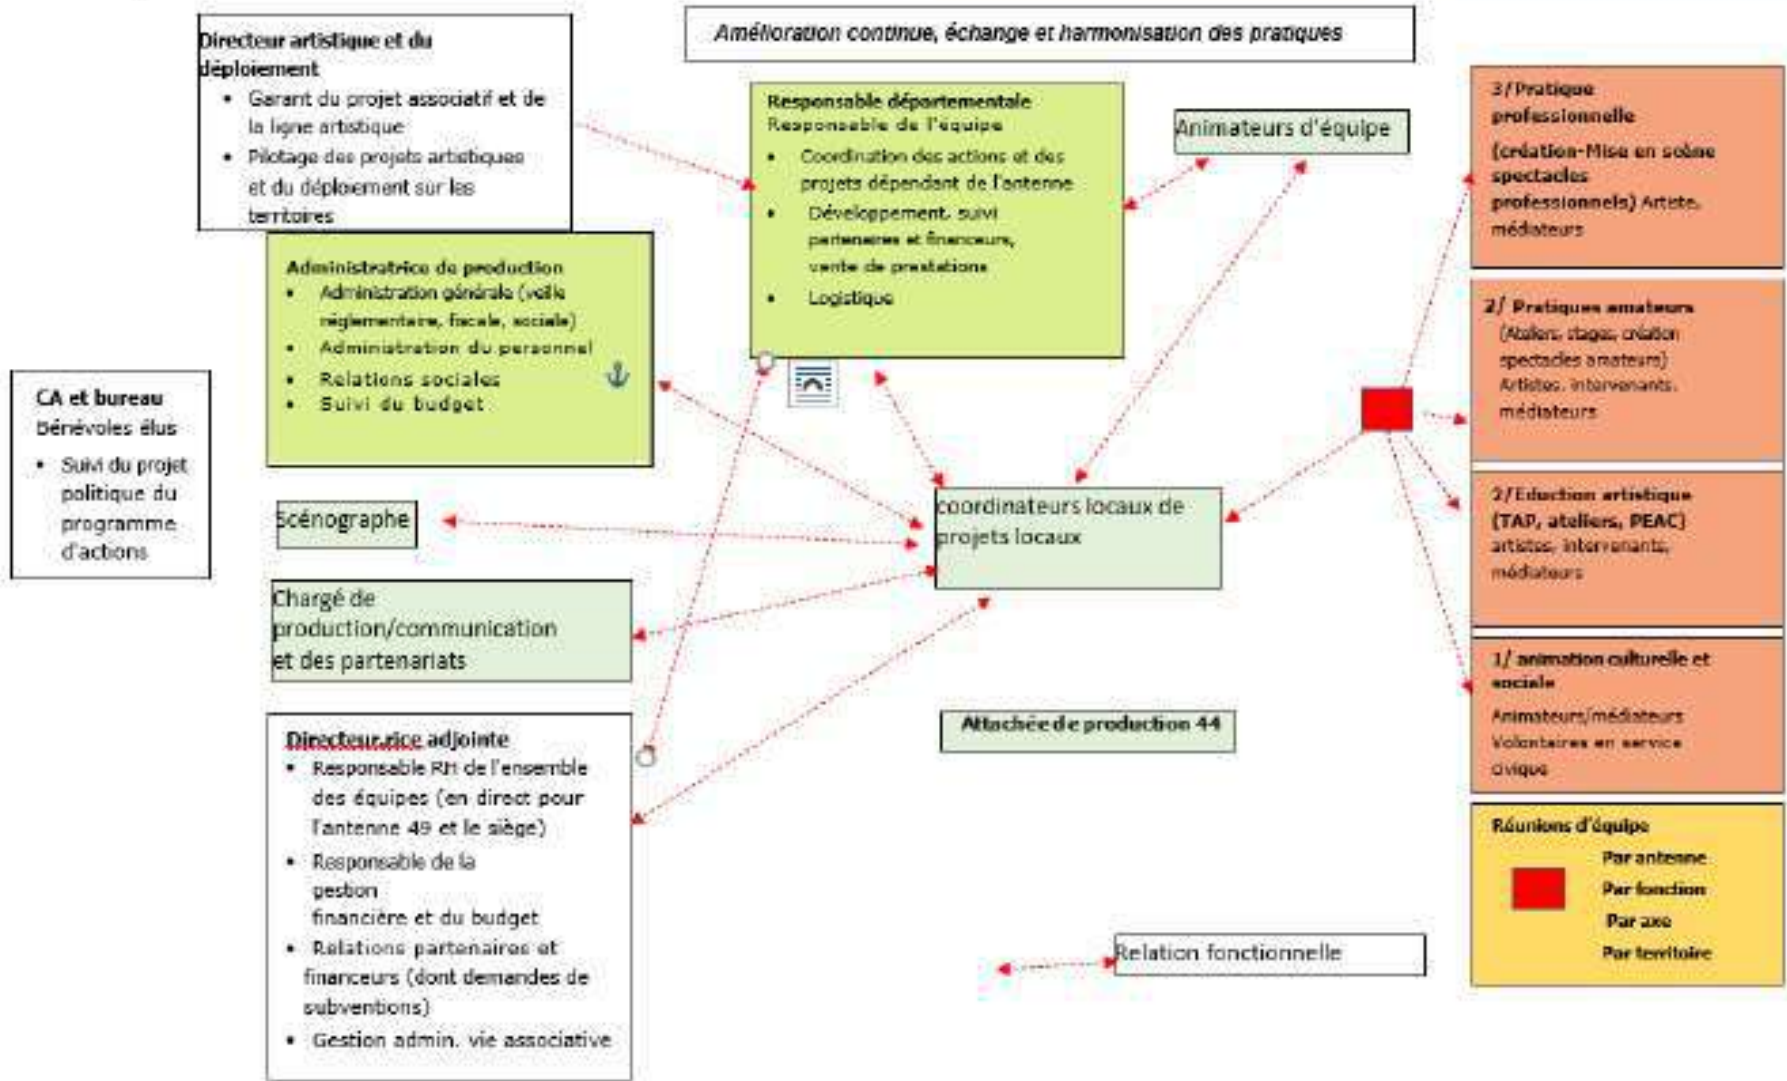 Amélioration continue, échange et harmonisation des pratiques
Directeur artistique et du
déploiement
• Garant du projet associatif et de
la ligne artistique
• Pilotage des projets artistiques
et du déploiement sur les
territoires
Responsable départementale
Responsable de l'équipe
• Coordination des actions et des
projets dépendant de l'antenne
• Développement, suivi
partenaires et financeurs,
vente de prestations
• Logistique
Animateurs d'équipe
Administratrice de production
• Administration générale (veille
réglementaire, fiscale, sociale)
• Administration du personnel
• Relations sociales
• Suivi du budget
CA et bureau
Bénévoles élus
• Suivi du projet
politique du
programme
d'actions
Scénographe
coordinateurs locaux de
projets locaux
Chargé de
production/communication
et des partenariats
Directeur.rice adjointe
• Responsable RH de l'ensemble
des équipes (en direct pour
l'antenne 49 et le siège)
• Responsable de la
gestion
financière et du budget
• Relations partenaires et
financeurs (dont demandes de
subventions)
• Gestion admin. vie associative
Attachée de production 44
Relation fonctionnelle
3/Pratique
professionnelle
(création-Mise en scène
spectacles
professionnels) Artiste,
médiateurs
2/ Pratiques amateurs
(Ateliers, stages, création
spectacles amateurs)
Artistes, intervenants,
médiateurs
2/Eduction artistique
(TAP, ateliers, PEAC)
artistes, intervenants,
médiateurs
1/ animation culturelle et
sociale
Animateurs/médiateurs
Volontaires en service
civique
Réunions d'équipe
Par antenne
Par fonction
Par axe
Par territoire